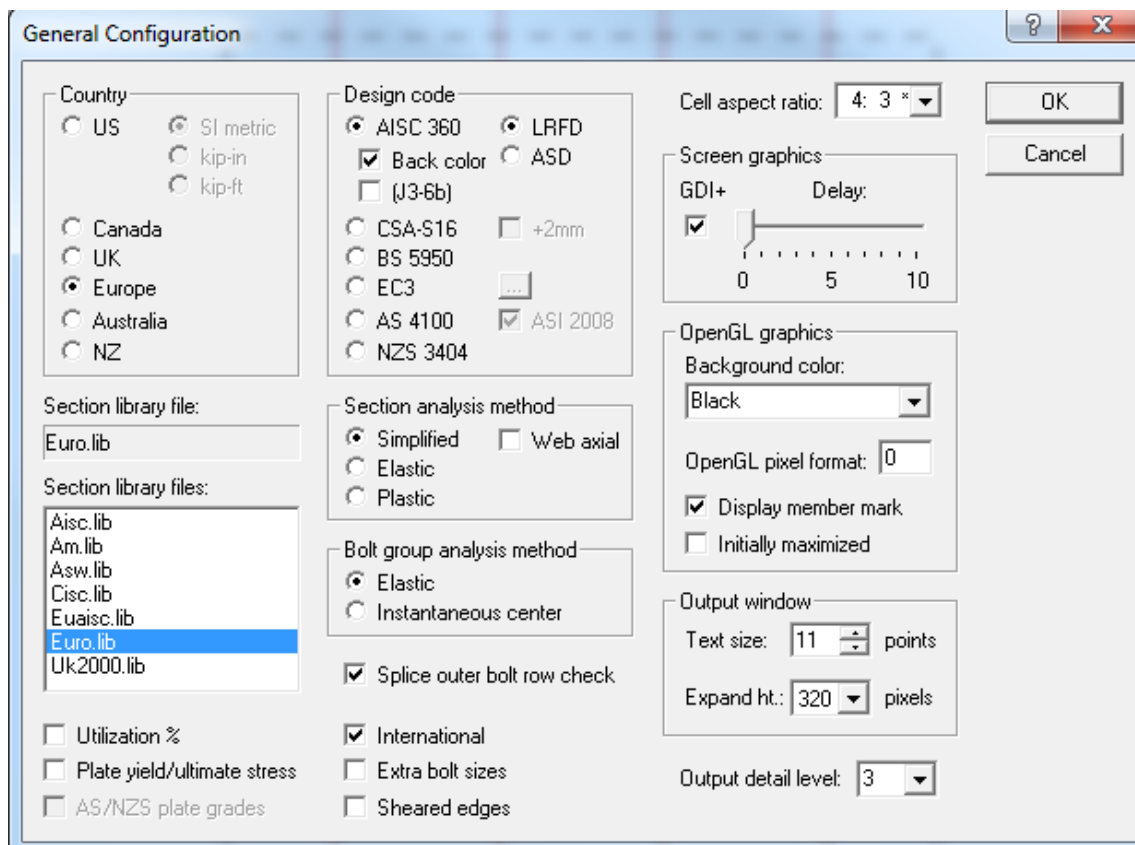 General Configuration
Country
US
SI metric
kip-in
kip-ft
Canada
UK
Europe
Australia
NZ
Section library file:
Euro.lib
Section library files:
Aisc.lib
Am.lib
Asw.lib
Cisc.lib
Euaisc.lib
Euro.lib
Uk2000.lib
Utilization %
Plate yield/ultimate stress
AS/NZS plate grades
Design code
AISC 360
LRFD
Back color
ASD
(J3-6b)
CSA-S16
+2mm
BS 5950
EC3
...
AS 4100
ASI 2008
NZS 3404
Section analysis method
Simplified
Web axial
Elastic
Plastic
Bolt group analysis method
Elastic
Instantaneous center
Splice outer bolt row check
International
Extra bolt sizes
Sheared edges
Cell aspect ratio: 4: 3 *
Screen graphics
GDI+ Delay:
0 5 10
OpenGL graphics
Background color:
Black
OpenGL pixel format: 0
Display member mark
Initially maximized
Output window
Text size: 11 points
Expand ht.: 320 pixels
Output detail level: 3
OK
Cancel